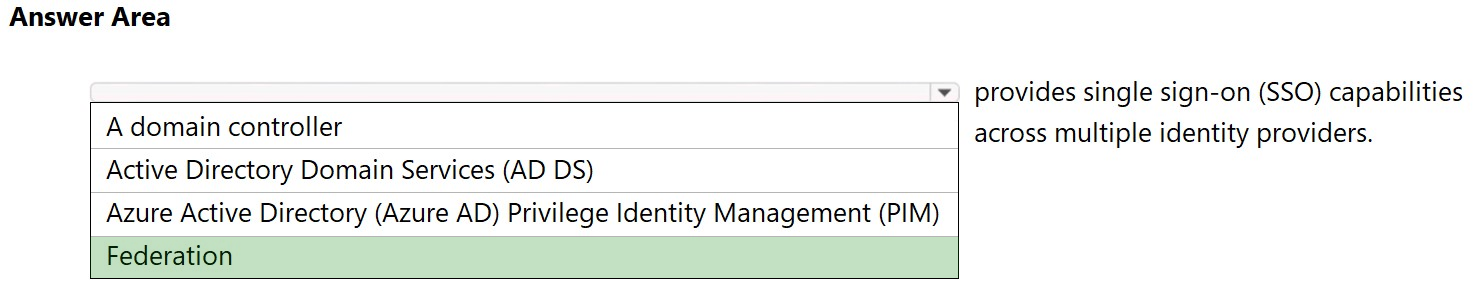 Answer Area
provides single sign-on (SSO) capabilities
across multiple identity providers.
A domain controller
Active Directory Domain Services (AD DS)
Azure Active Directory (Azure AD) Privilege Identity Management (PIM)
Federation